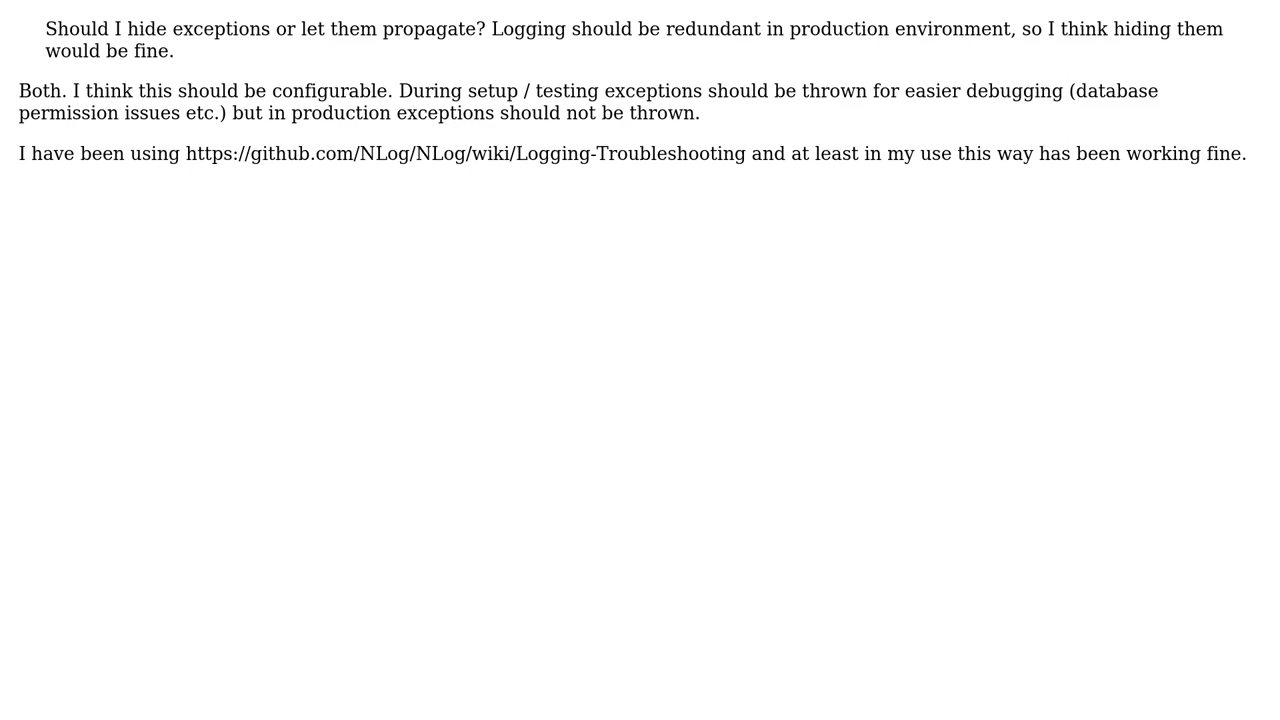 Should I hide exceptions or let them propagate? Logging should be redundant in production environment, so I think hiding them
would be fine.
Both. I think this should be configurable. During setup / testing exceptions should be thrown for easier debugging (database
permission issues etc.) but in production exceptions should not be thrown.
I have been using https://github.com/NLog/NLog/wiki/Logging-Troubleshooting and at least in my use this way has been working fine.